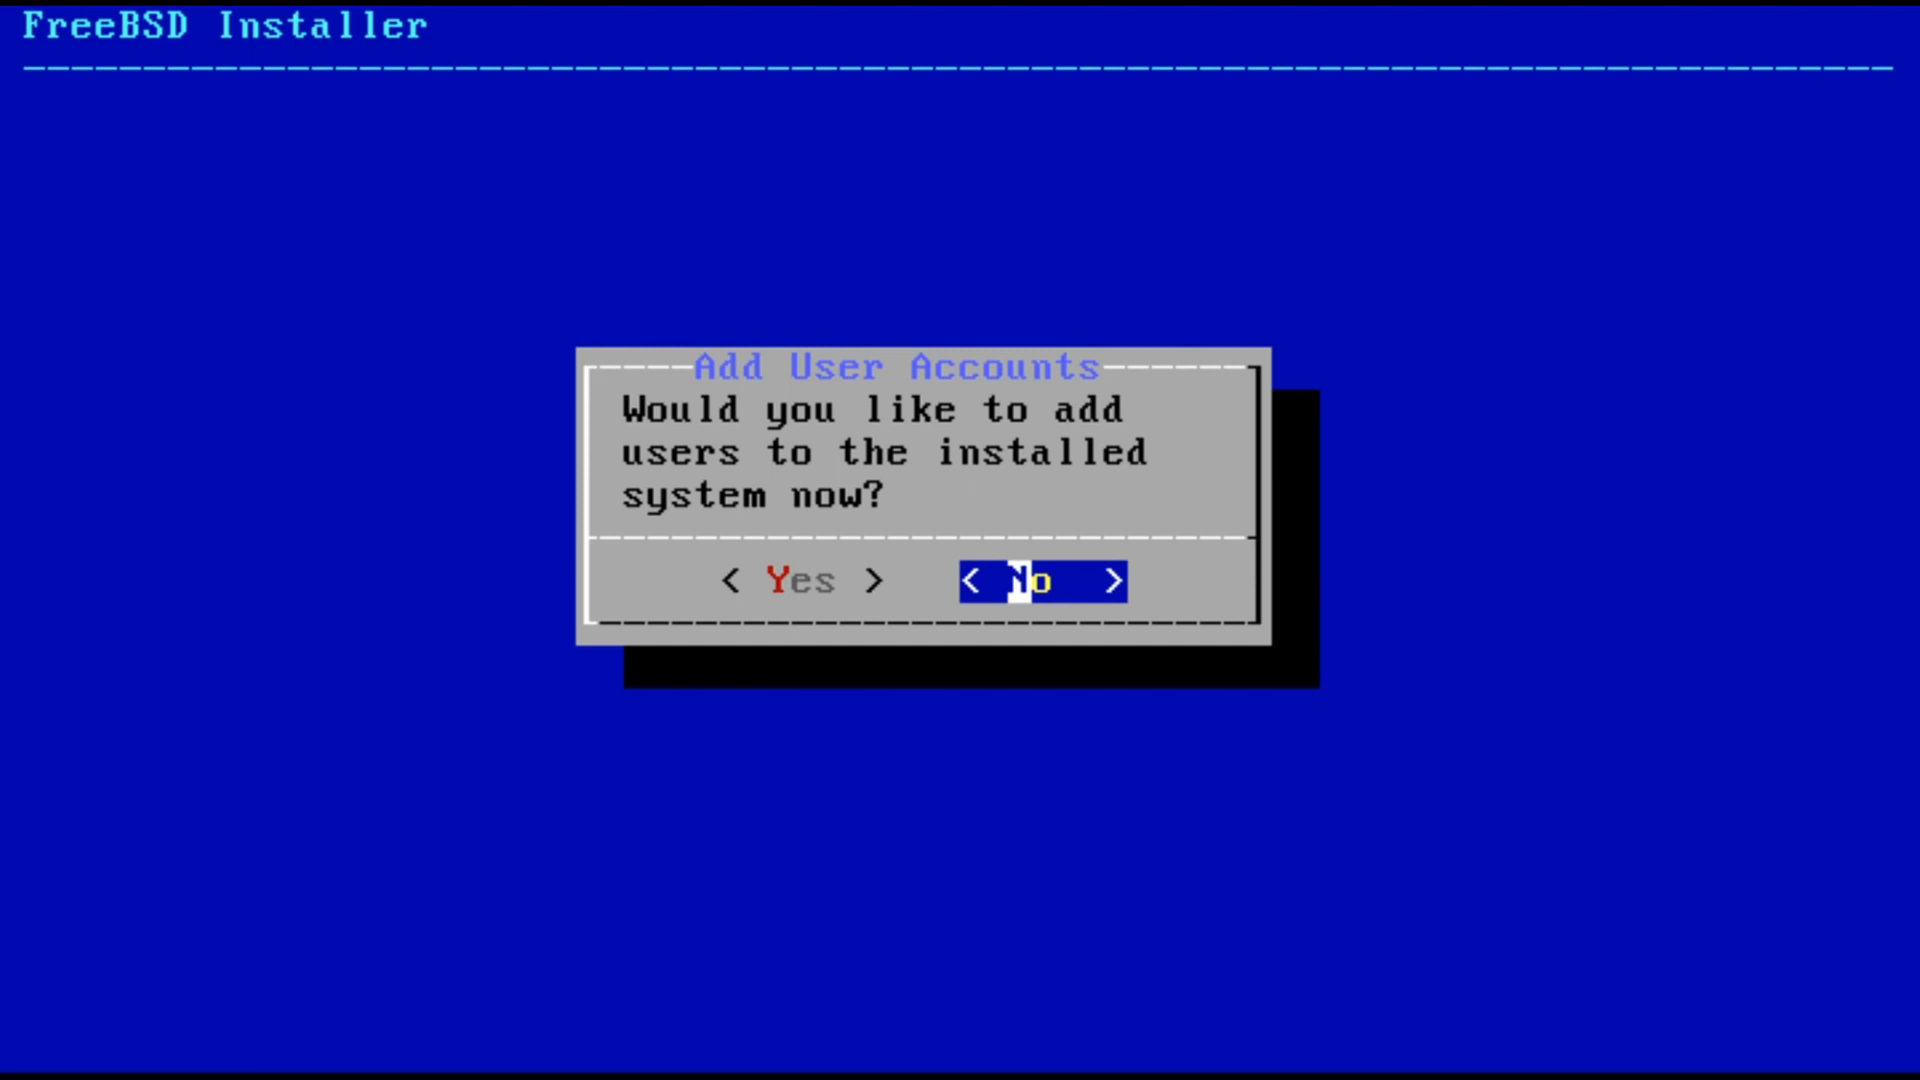 FreeBSD Installer
Add User Accounts
Would you like to add
users to the installed
system now?
< Yes > < No >